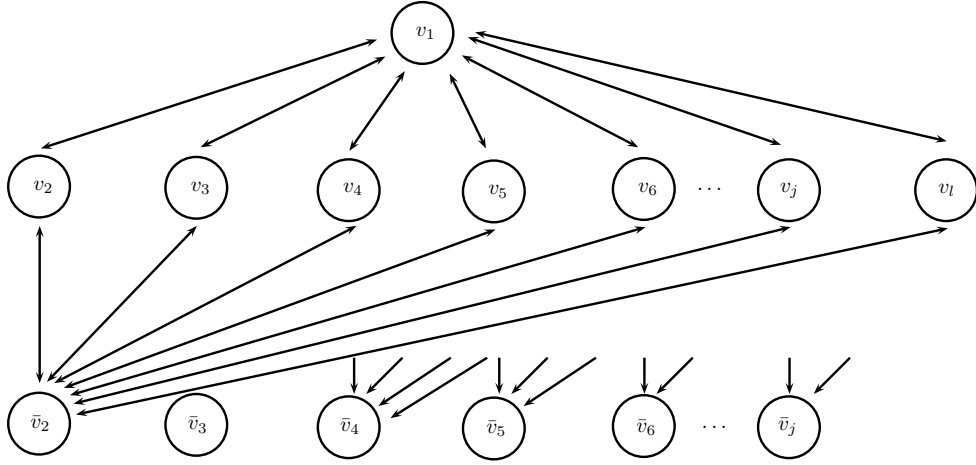 v₁
v₂ v₃ v₄ v₅ v₆ ⋯ vⱼ vₗ
v̄₂ v̄₃ v̄₄ v̄₅ v̄₆ ⋯ v̄ⱼ